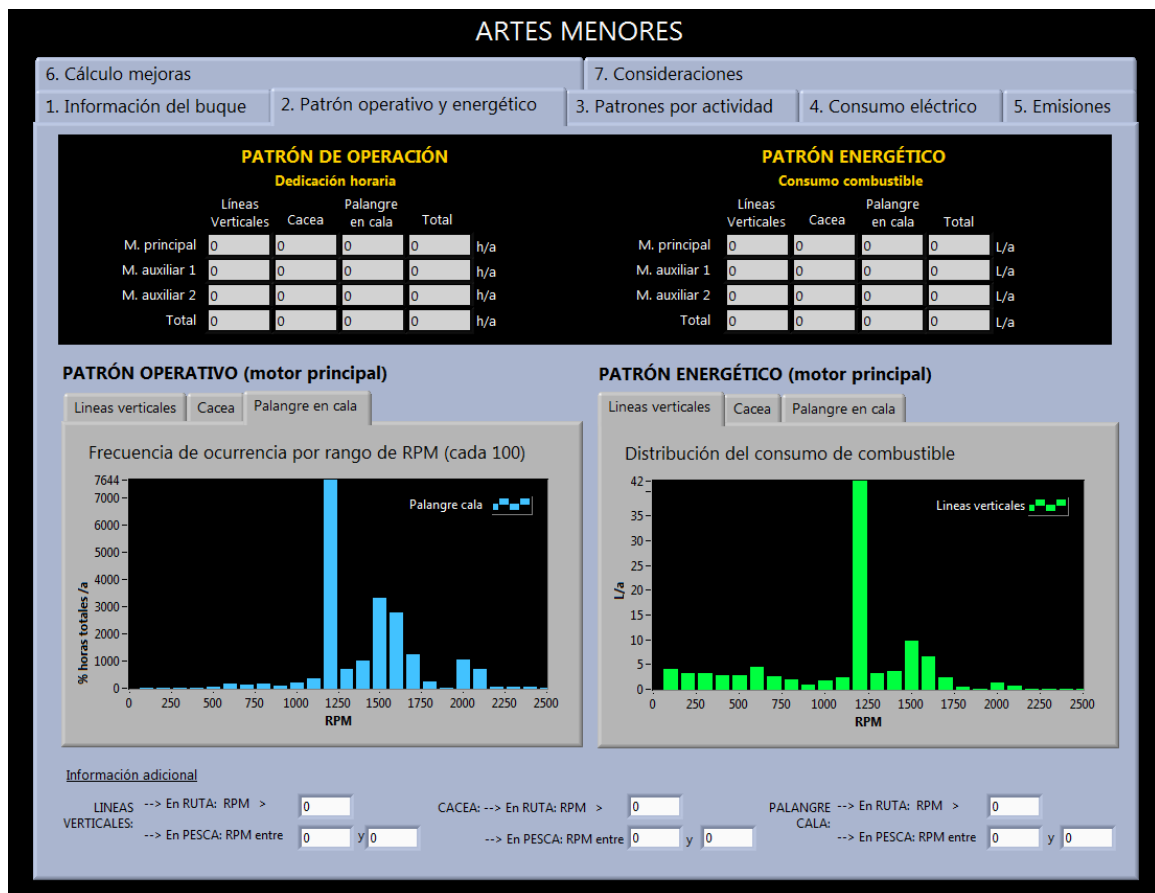 ARTES MENORES
6. Cálculo mejoras 7. Consideraciones
1. Información del buque 2. Patrón operativo y energético 3. Patrones por actividad 4. Consumo eléctrico 5. Emisiones
PATRÓN DE OPERACIÓN
Dedicación horaria
Líneas Verticales Cacea Palangre en cala Total
M. principal 0 0 0 0 h/a
M. auxiliar 1 0 0 0 0 h/a
M. auxiliar 2 0 0 0 0 h/a
Total 0 0 0 0 h/a
PATRÓN ENERGÉTICO
Consumo combustible
Líneas Verticales Cacea Palangre en cala Total
M. principal 0 0 0 0 L/a
M. auxiliar 1 0 0 0 0 L/a
M. auxiliar 2 0 0 0 0 L/a
Total 0 0 0 0 L/a
PATRÓN OPERATIVO (motor principal)
Lineas verticales Cacea Palangre en cala
Frecuencia de ocurrencia por rango de RPM (cada 100)
Palangre cala
% horas totales /a
7644
7000
6000
5000
4000
3000
2000
1000
0
0 250 500 750 1000 1250 1500 1750 2000 2250 2500
RPM
PATRÓN ENERGÉTICO (motor principal)
Lineas verticales Cacea Palangre en cala
Distribución del consumo de combustible
Lineas verticales
L/a
42
35
30
25
20
15
10
5
0
0 250 500 750 1000 1250 1500 1750 2000 2250 2500
RPM
Información adicional
LINEAS VERTICALES:
--> En RUTA: RPM > 0
--> En PESCA: RPM entre 0 y 0
CACEA: --> En RUTA: RPM > 0
--> En PESCA: RPM entre 0 y 0
PALANGRE CALA:
--> En RUTA: RPM > 0
--> En PESCA: RPM entre 0 y 0